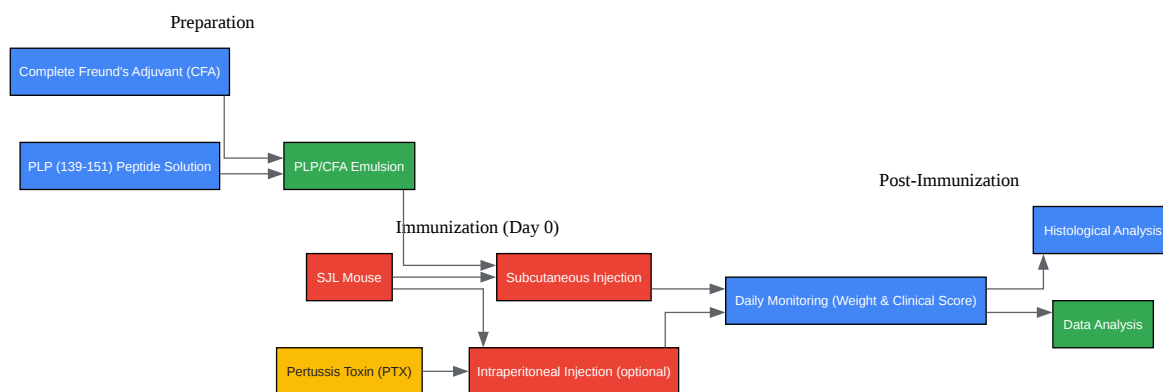 Preparation
Complete Freund's Adjuvant (CFA)
PLP (139-151) Peptide Solution
PLP/CFA Emulsion
Immunization (Day 0)
SJL Mouse
Subcutaneous Injection
Pertussis Toxin (PTX)
Intraperitoneal Injection (optional)
Post-Immunization
Daily Monitoring (Weight & Clinical Score)
Histological Analysis
Data Analysis